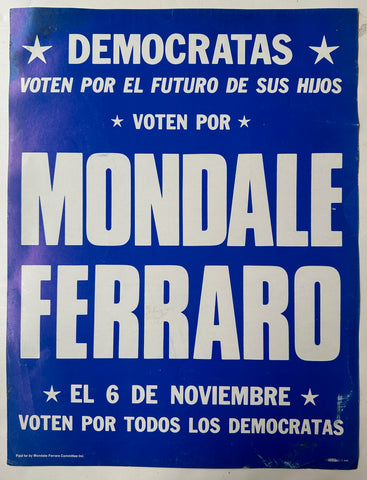 ★ DEMOCRATAS ★
VOTEN POR EL FUTURO DE SUS HIJOS
★ VOTEN POR ★
MONDALE
FERRARO
★ EL 6 DE NOVIEMBRE ★
VOTEN POR TODOS LOS DEMOCRATAS
Paid for by Mondale-Ferraro Committee Inc